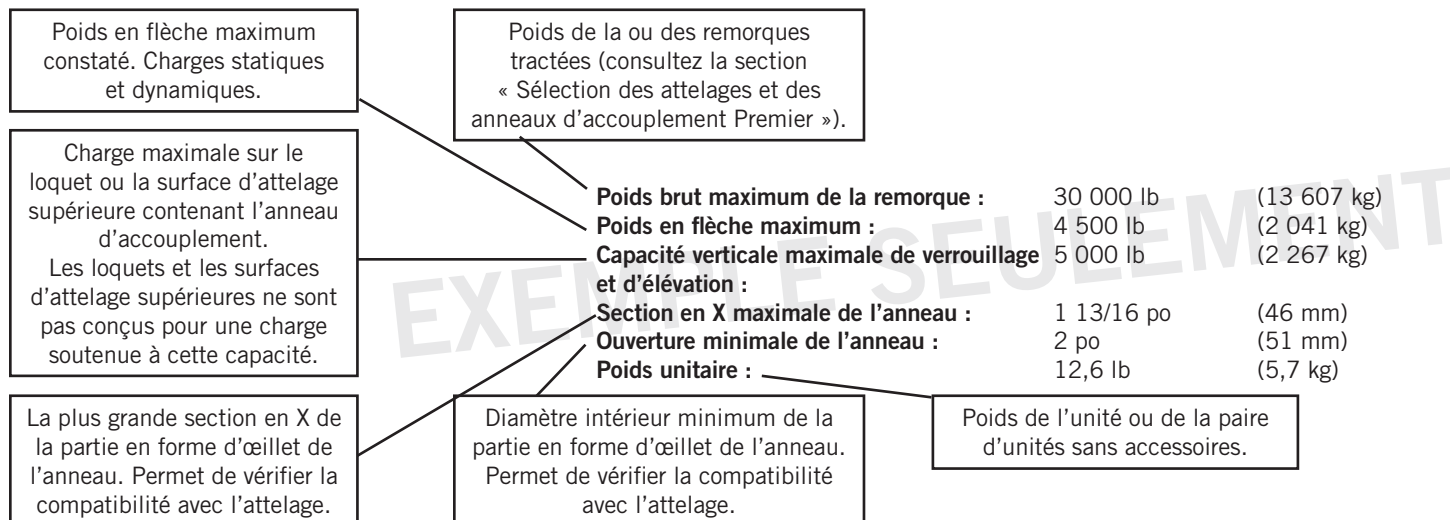 Poids en flèche maximum
constaté. Charges statiques
et dynamiques.
Poids de la ou des remorques
tractées (consultez la section
« Sélection des attelages et des
anneaux d'accouplement Premier »).
Charge maximale sur le
loquet ou la surface d'attelage
supérieure contenant l'anneau
d'accouplement.
Les loquets et les surfaces
d'attelage supérieures ne sont
pas conçus pour une charge
soutenue à cette capacité.
Poids brut maximum de la remorque : 30 000 lb (13 607 kg)
Poids en flèche maximum : 4 500 lb (2 041 kg)
Capacité verticale maximale de verrouillage 5 000 lb (2 267 kg)
et d'élévation :
Section en X maximale de l'anneau : 1 13/16 po (46 mm)
Ouverture minimale de l'anneau : 2 po (51 mm)
Poids unitaire : 12,6 lb (5,7 kg)
EXEMPLE SEULEMENT
La plus grande section en X de
la partie en forme d'œillet de
l'anneau. Permet de vérifier la
compatibilité avec l'attelage.
Diamètre intérieur minimum de la
partie en forme d'œillet de l'anneau.
Permet de vérifier la compatibilité
avec l'attelage.
Poids de l'unité ou de la paire
d'unités sans accessoires.